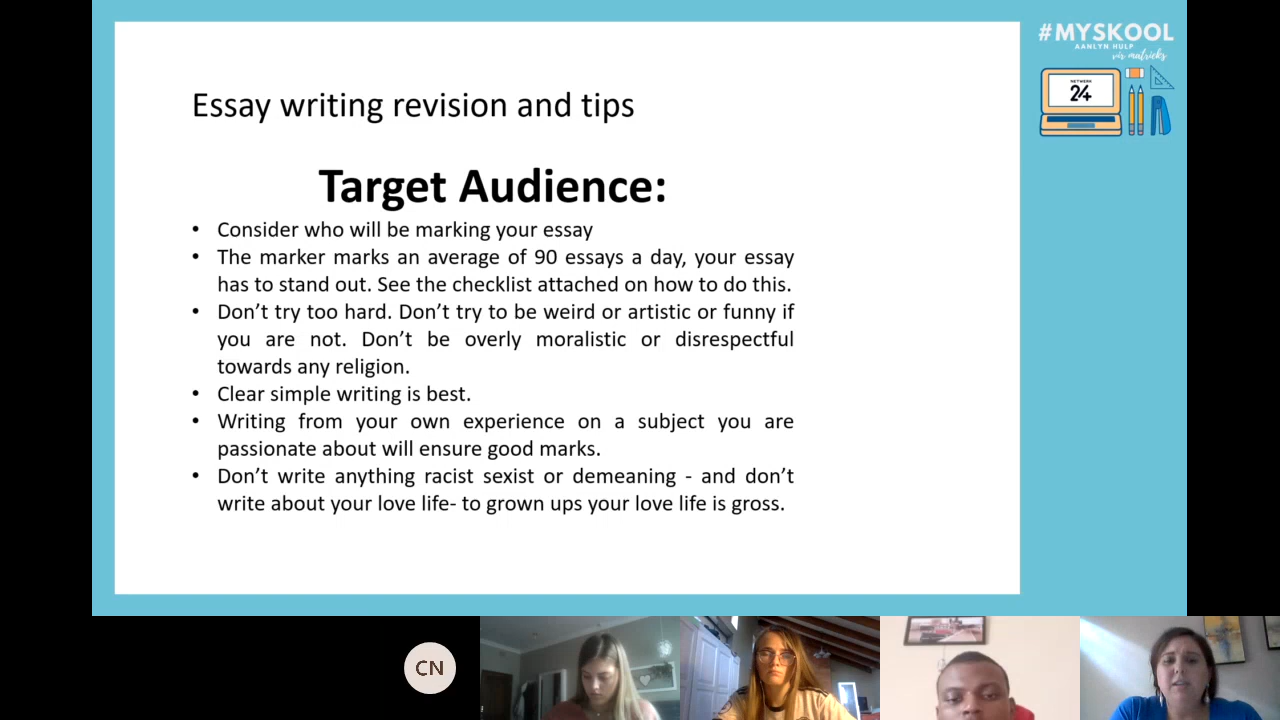 #MYSKOOL
AANLYN HULP
vir matrieks
NETWERK
24
Essay writing revision and tips
Target Audience:
• Consider who will be marking your essay
• The marker marks an average of 90 essays a day, your essay
has to stand out. See the checklist attached on how to do this.
• Don’t try too hard. Don’t try to be weird or artistic or funny if
you are not. Don’t be overly moralistic or disrespectful
towards any religion.
• Clear simple writing is best.
• Writing from your own experience on a subject you are
passionate about will ensure good marks.
• Don’t write anything racist sexist or demeaning - and don’t
write about your love life- to grown ups your love life is gross.
CN